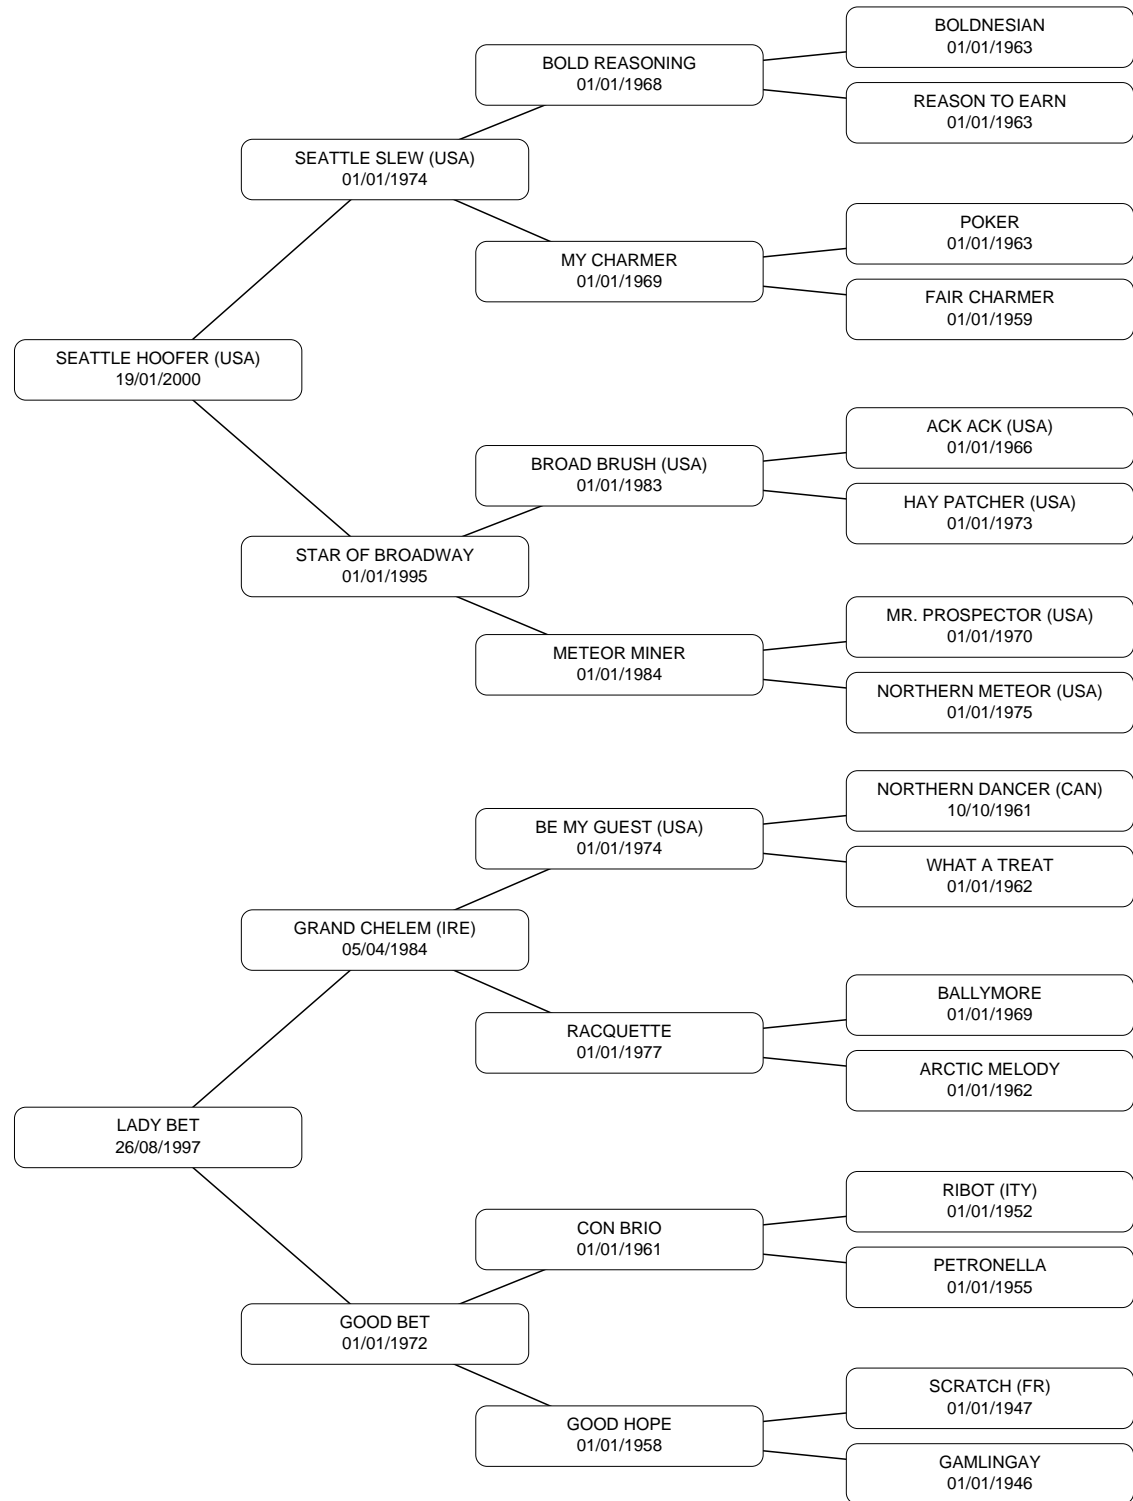 BOLDNESIAN
01/01/1963
BOLD REASONING
01/01/1968
REASON TO EARN
01/01/1963
SEATTLE SLEW (USA)
01/01/1974
POKER
01/01/1963
MY CHARMER
01/01/1969
FAIR CHARMER
01/01/1959
SEATTLE HOOFER (USA)
19/01/2000
ACK ACK (USA)
01/01/1966
BROAD BRUSH (USA)
01/01/1983
HAY PATCHER (USA)
01/01/1973
STAR OF BROADWAY
01/01/1995
MR. PROSPECTOR (USA)
01/01/1970
METEOR MINER
01/01/1984
NORTHERN METEOR (USA)
01/01/1975
NORTHERN DANCER (CAN)
10/10/1961
BE MY GUEST (USA)
01/01/1974
WHAT A TREAT
01/01/1962
GRAND CHELEM (IRE)
05/04/1984
BALLYMORE
01/01/1969
RACQUETTE
01/01/1977
ARCTIC MELODY
01/01/1962
LADY BET
26/08/1997
RIBOT (ITY)
01/01/1952
CON BRIO
01/01/1961
PETRONELLA
01/01/1955
GOOD BET
01/01/1972
SCRATCH (FR)
01/01/1947
GOOD HOPE
01/01/1958
GAMLINGAY
01/01/1946